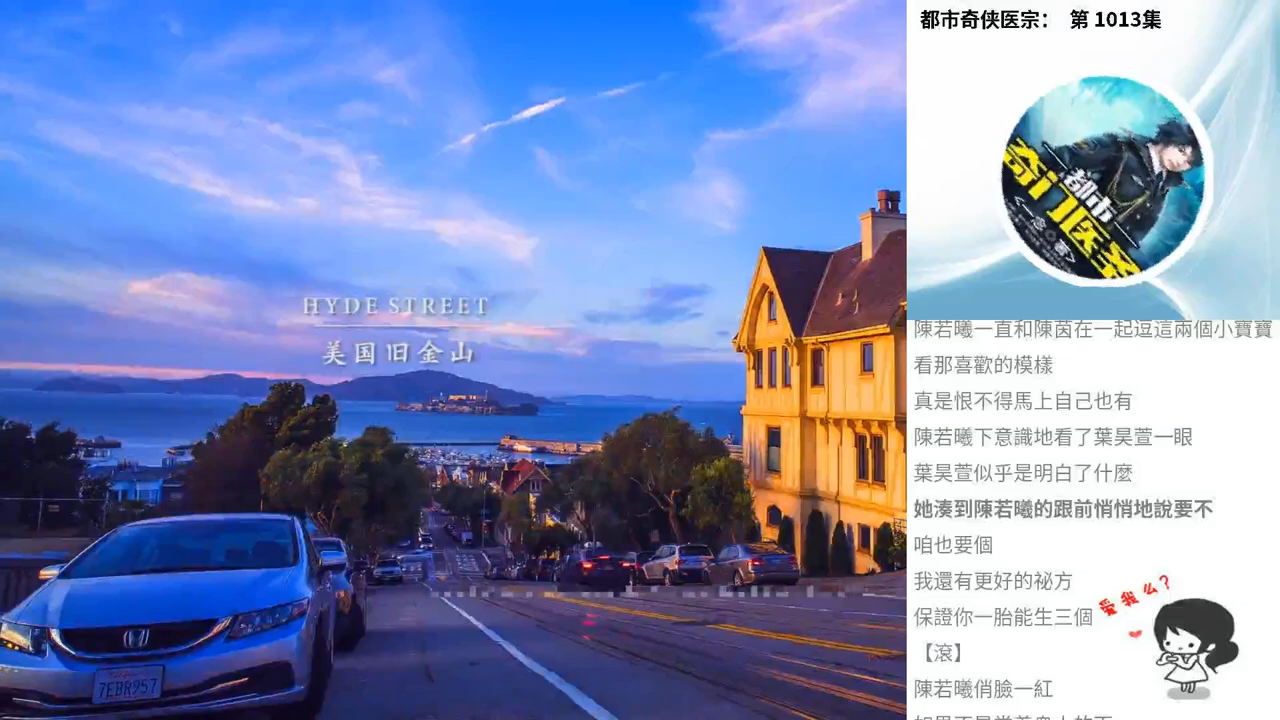 HYDE STREET
美国旧金山
7EBR957
都市奇侠医宗： 第 1013集
都市
奇门医圣
陳若曦一直和陳茵在一起逗這兩個小寶寶
看那喜歡的模樣
真是恨不得馬上自己也有
陳若曦下意識地看了葉昊萱一眼
葉昊萱似乎是明白了什麼
她湊到陳若曦的跟前悄悄地說要不
咱也要個
我還有更好的祕方
保證你一胎能生三個
愛我么?
【滾】
陳若曦俏臉一紅